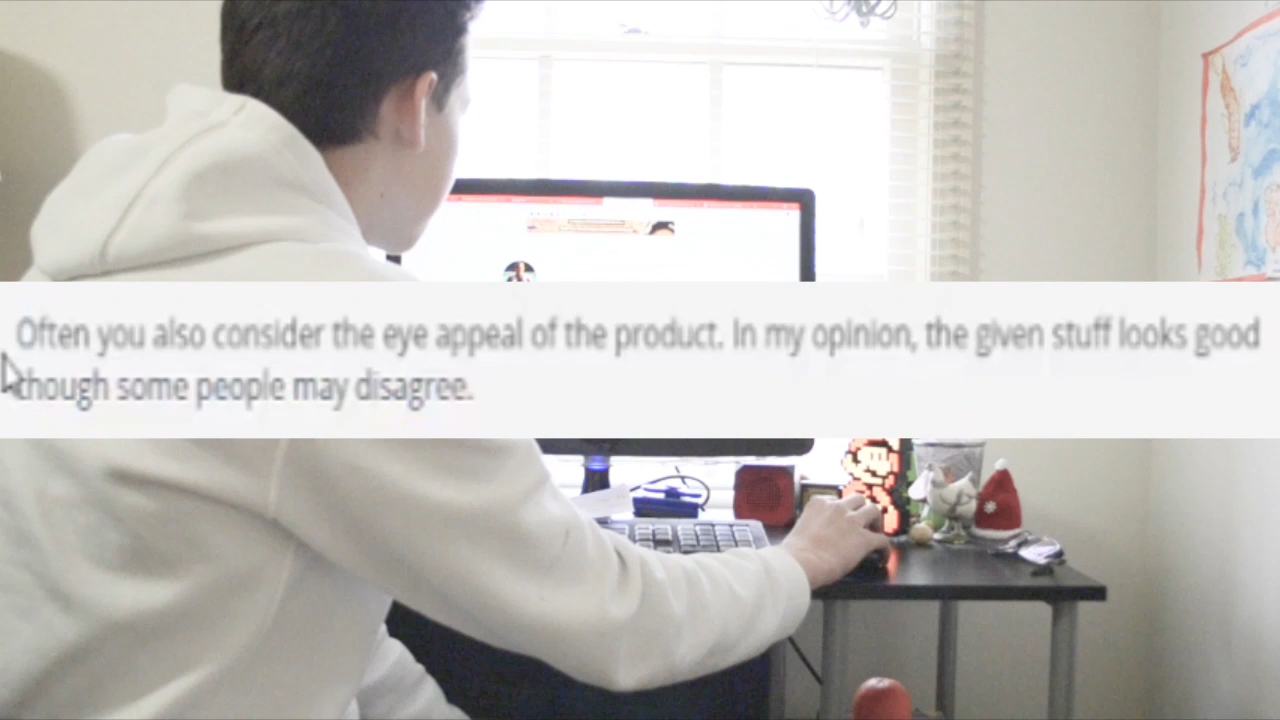 Often you also consider the eye appeal of the product. In my opinion, the given stuff looks good
though some people may disagree.